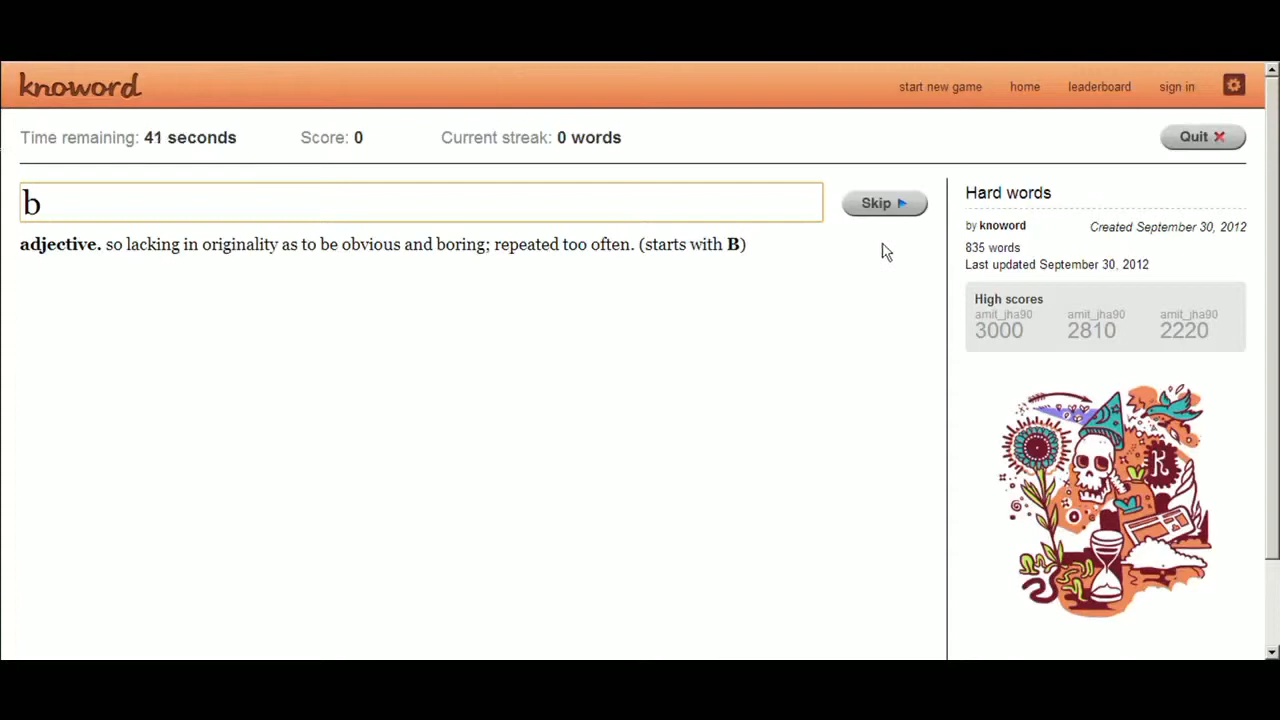 knoword
start new game home leaderboard sign in
Time remaining: 41 seconds Score: 0 Current streak: 0 words
Quit
b
Skip
adjective. so lacking in originality as to be obvious and boring; repeated too often. (starts with B)
Hard words
by knoword Created September 30, 2012
835 words
Last updated September 30, 2012
High scores
amit_jha90 amit_jha90 amit_jha90
3000 2810 2220
K